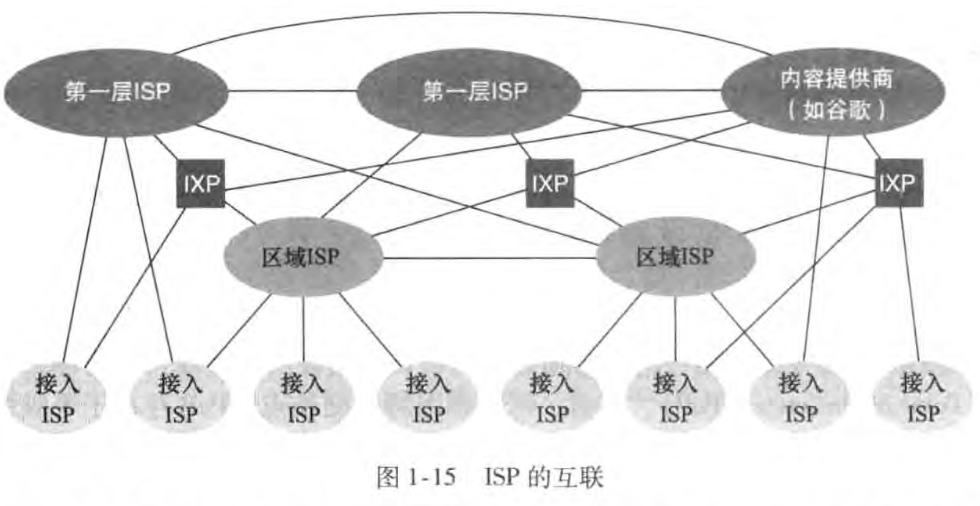 第一层ISP
第一层ISP
内容提供商
（如谷歌）
IXP
IXP
IXP
区域ISP
区域ISP
接入
ISP
接入
ISP
接入
ISP
接入
ISP
接入
ISP
接入
ISP
接入
ISP
接入
ISP
图 1-15 ISP 的互联